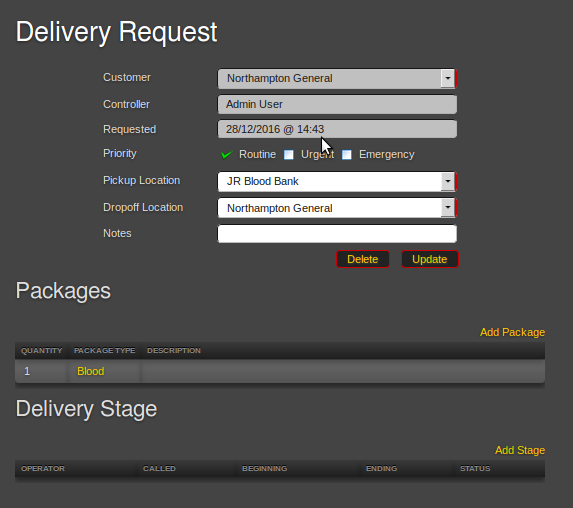 Delivery Request
Customer Northampton General
Controller Admin User
Requested 28/12/2016 @ 14:43
Priority Routine Urgent Emergency
Pickup Location JR Blood Bank
Dropoff Location Northampton General
Notes
Delete Update
Packages
Add Package
QUANTITY PACKAGE TYPE DESCRIPTION
1 Blood
Delivery Stage
Add Stage
OPERATOR CALLED BEGINNING ENDING STATUS